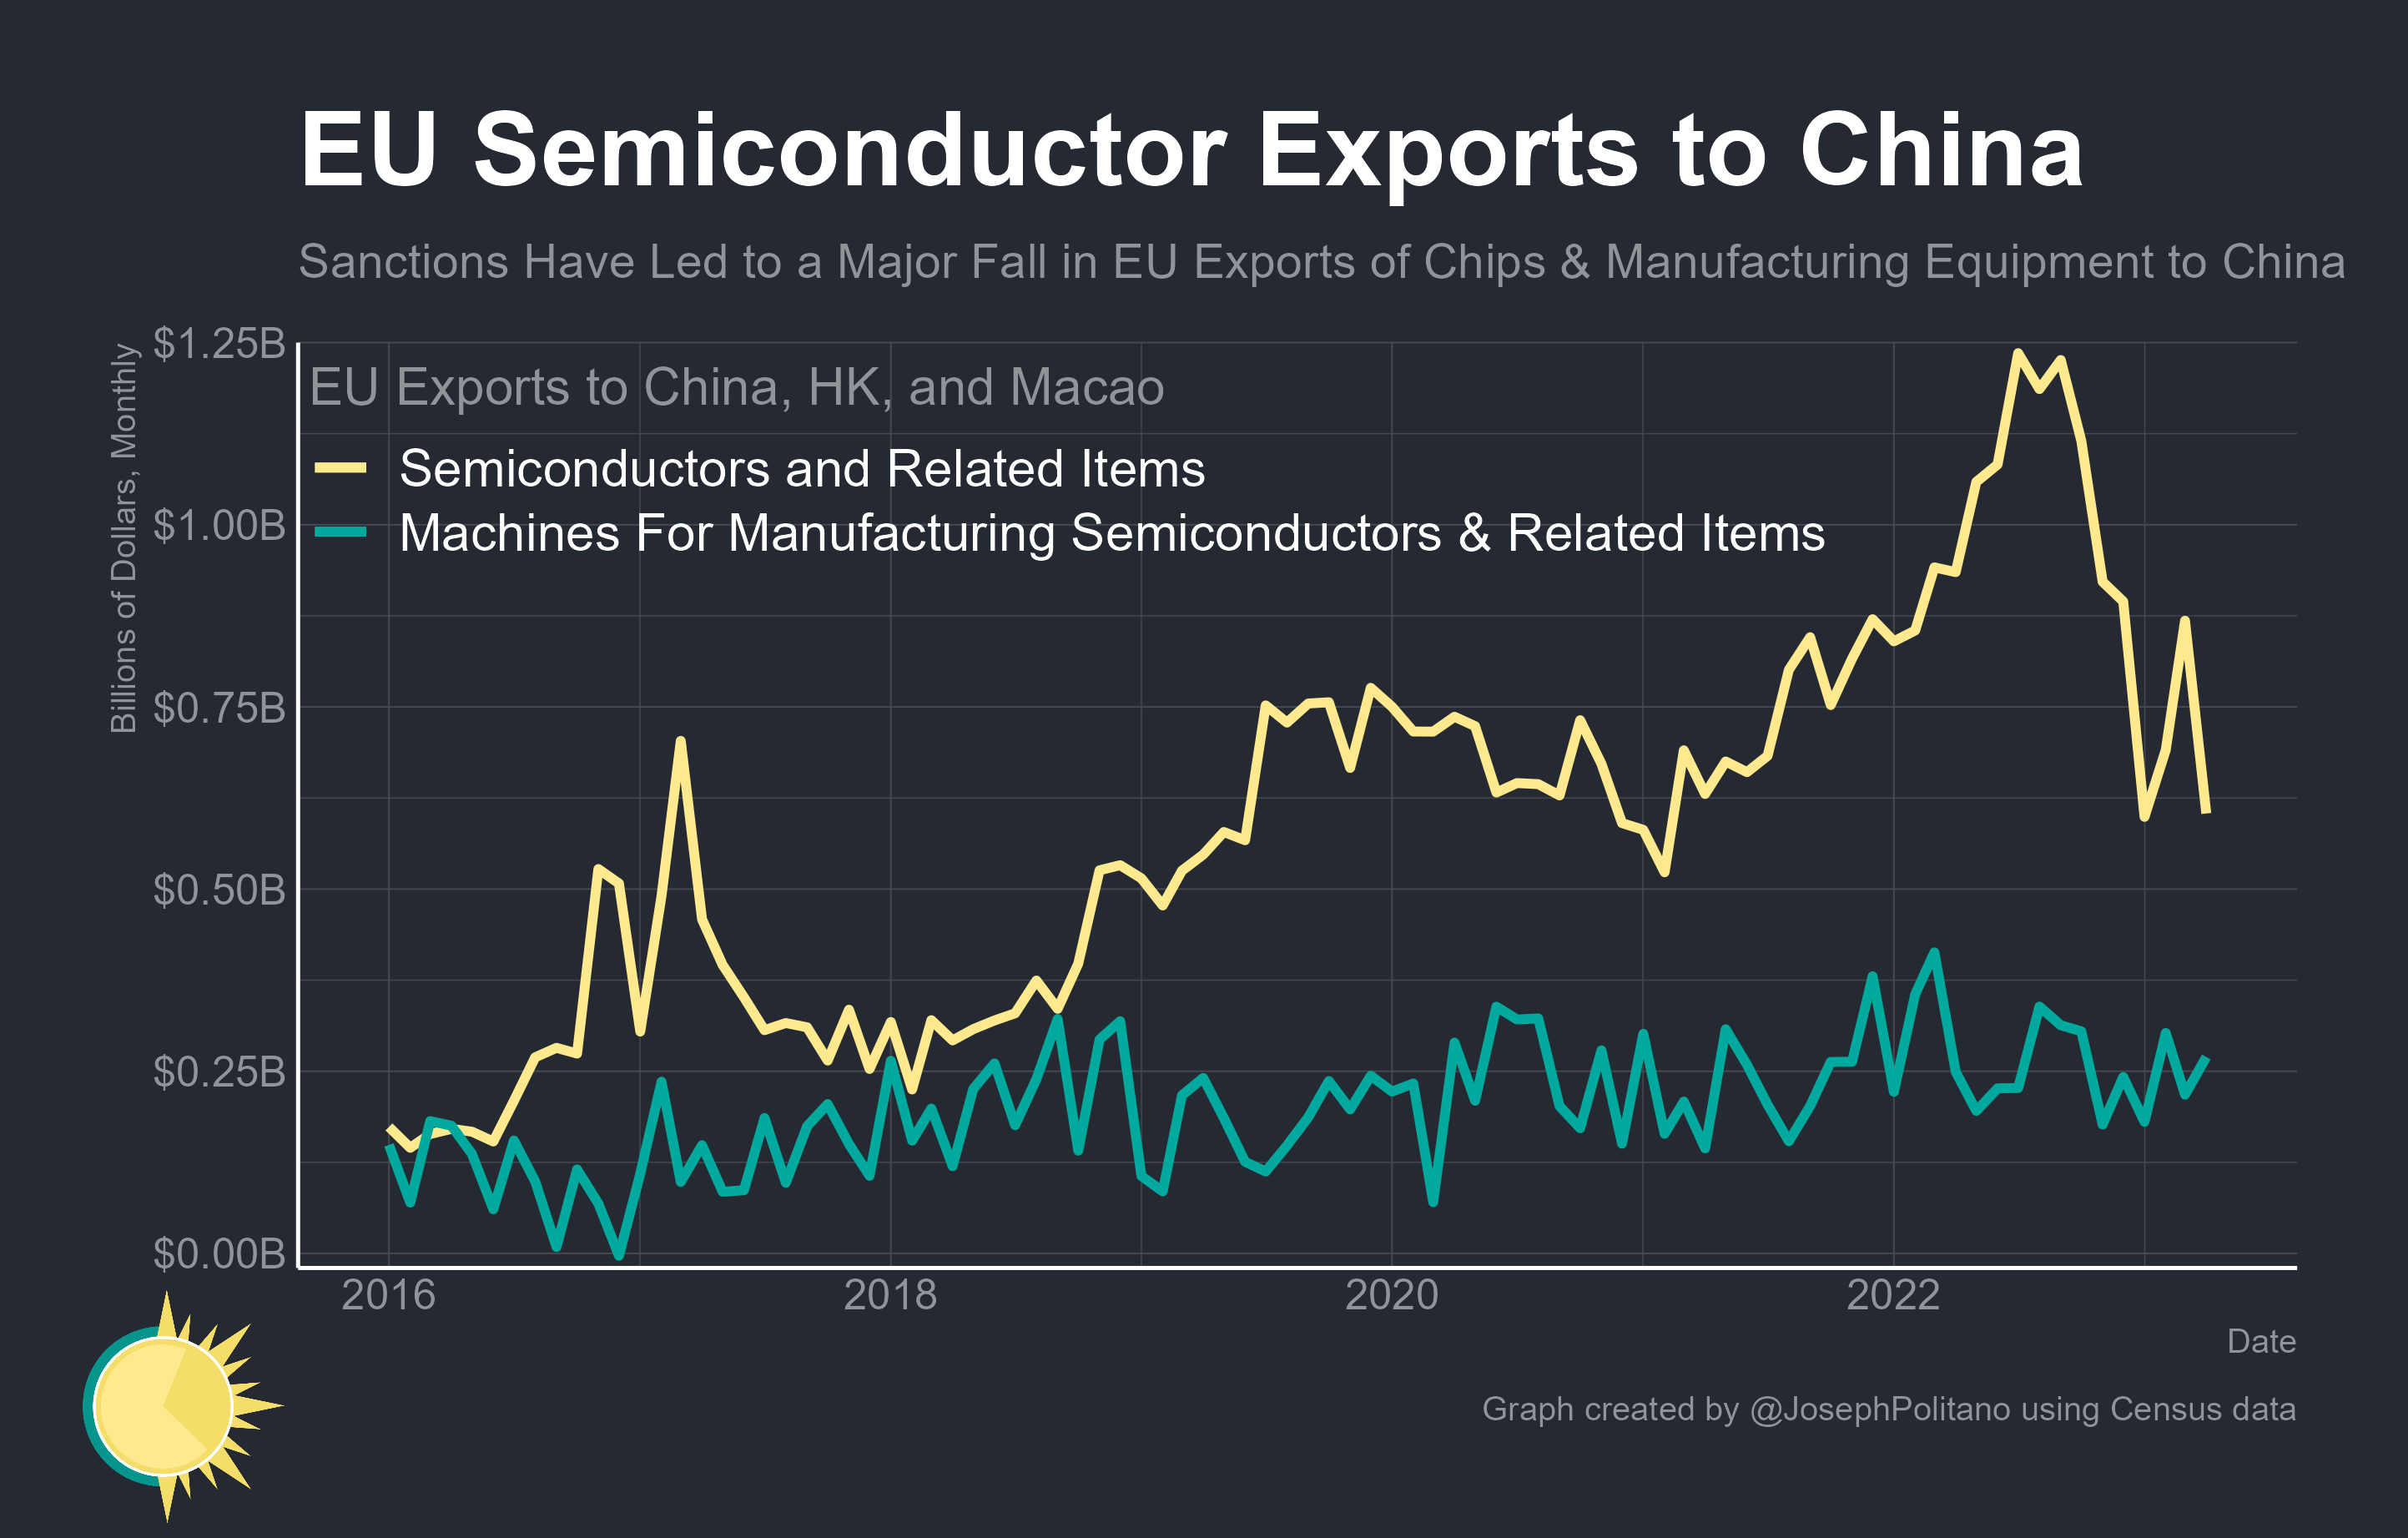 EU Semiconductor Exports to China
Sanctions Have Led to a Major Fall in EU Exports of Chips & Manufacturing Equipment to China
Billions of Dollars, Monthly
$1.25B
$1.00B
$0.75B
$0.50B
$0.25B
$0.00B
EU Exports to China, HK, and Macao
Semiconductors and Related Items
Machines For Manufacturing Semiconductors & Related Items
2016
2018
2020
2022
Date
Graph created by @JosephPolitano using Census data